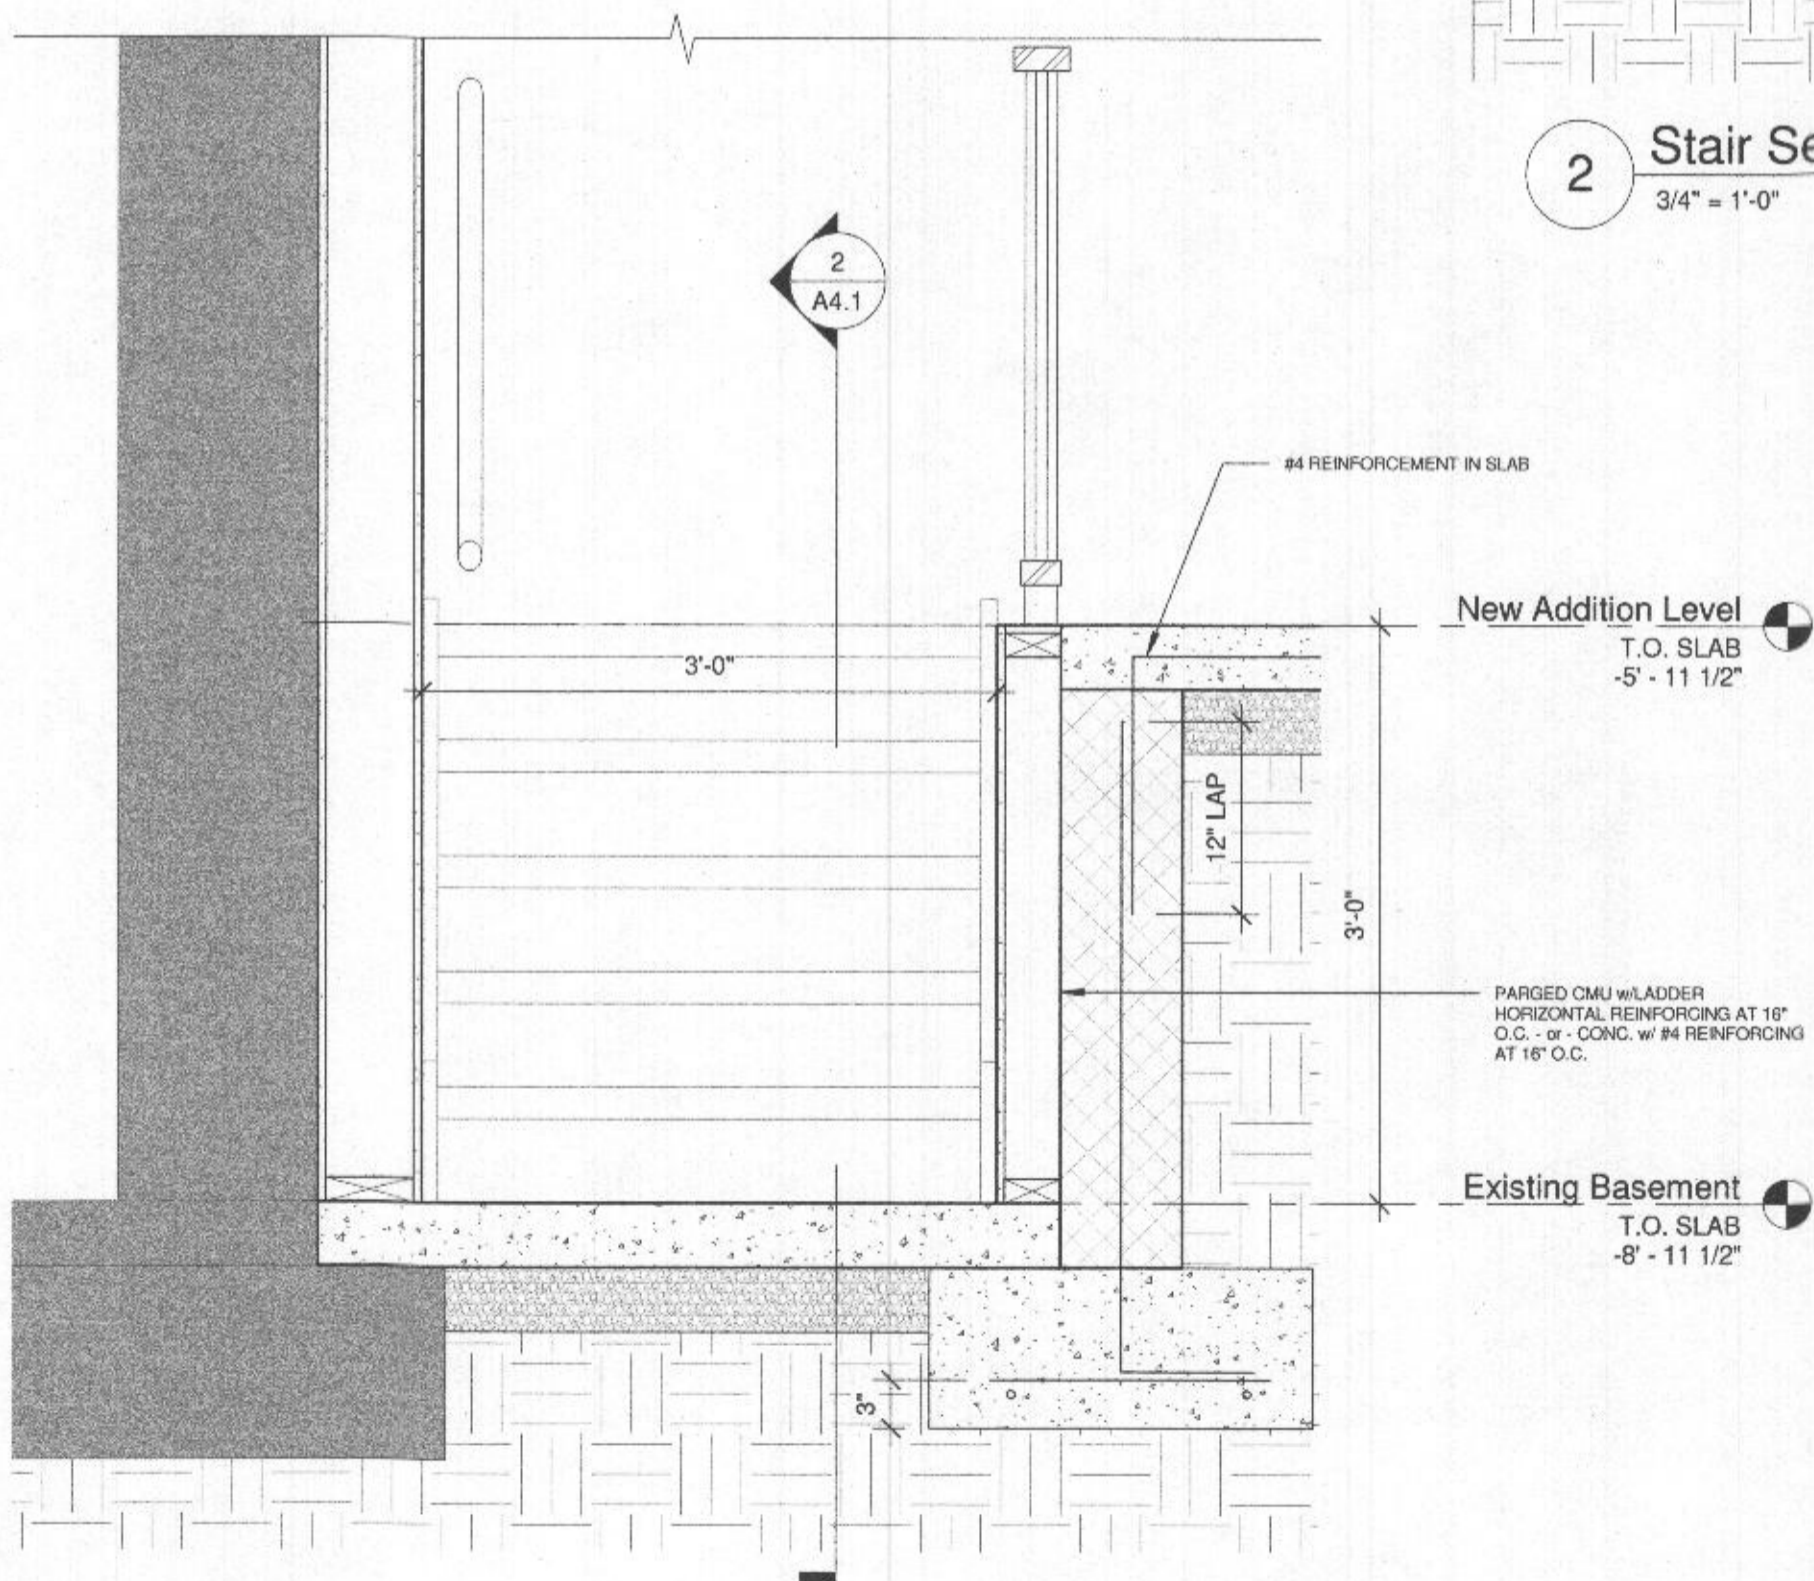 2
Stair Se
3/4" = 1'-0"
2
A4.1
#4 REINFORCEMENT IN SLAB
New Addition Level
T.O. SLAB
-5' - 11 1/2"
3'-0"
12" LAP
3'-0"
PARGED CMU w/LADDER
HORIZONTAL REINFORCING AT 16"
O.C. - or - CONC. w/ #4 REINFORCING
AT 16" O.C.
Existing Basement
T.O. SLAB
-8' - 11 1/2"
3"